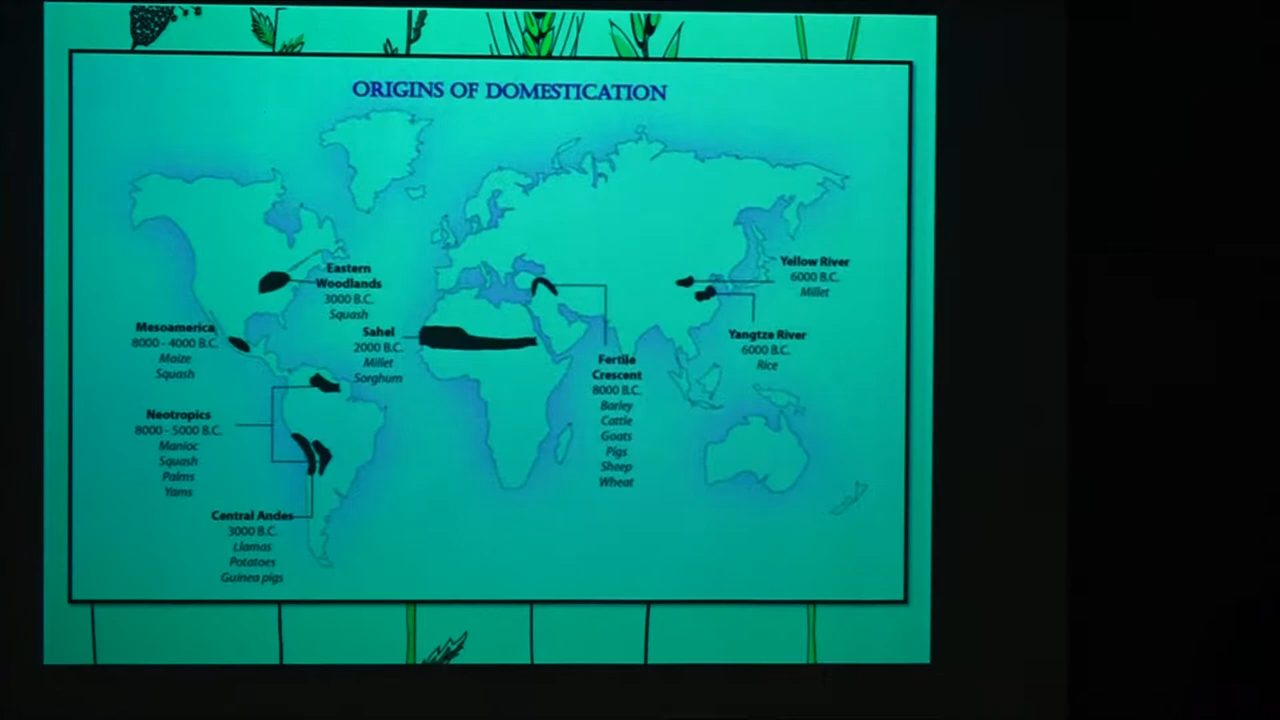 ORIGINS OF DOMESTICATION
Eastern
Woodlands
3000 B.C.
Squash
Mesoamerica
8000 - 4000 B.C.
Maize
Squash
Sahel
2000 B.C.
Millet
Sorghum
Neotropics
8000 - 5000 B.C.
Manioc
Squash
Palms
Yams
Central Andes
3000 B.C.
Llamas
Potatoes
Guinea pigs
Fertile
Crescent
8000 B.C.
Barley
Cattle
Goats
Pigs
Sheep
Wheat
Yellow River
6000 B.C.
Millet
Yangtze River
6000 B.C.
Rice